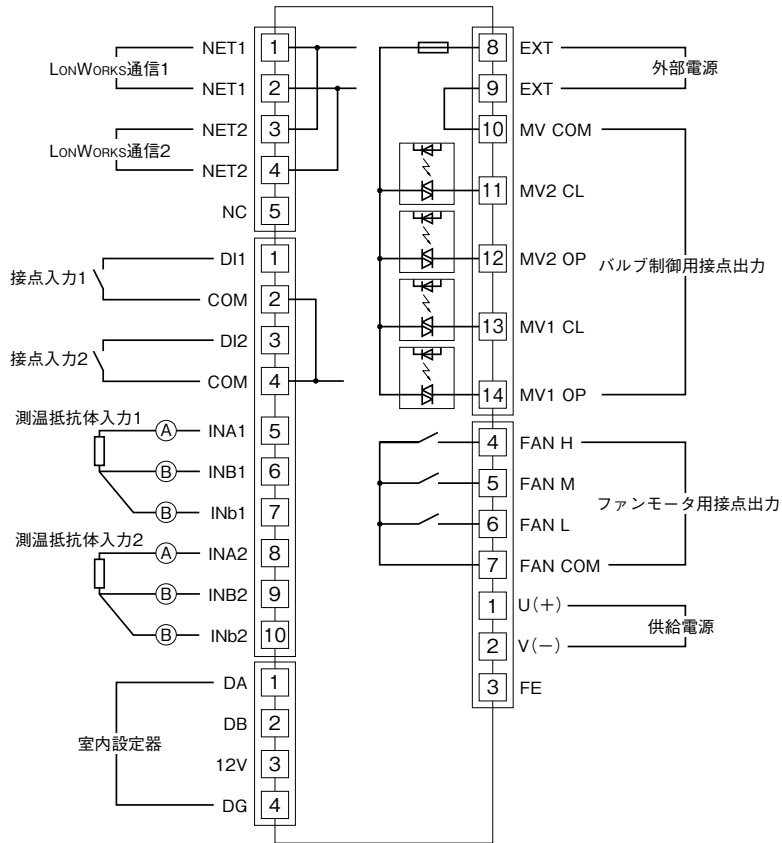 LONWORKS通信1
NET1 1
NET1 2
LONWORKS通信2
NET2 3
NET2 4
NC 5
接点入力1
DI1 1
COM 2
接点入力2
DI2 3
COM 4
測温抵抗体入力1
A INA1 5
B INB1 6
B INb1 7
測温抵抗体入力2
A INA2 8
B INB2 9
B INb2 10
室内設定器
DA 1
DB 2
12V 3
DG 4
8 EXT
外部電源
9 EXT
10 MV COM
11 MV2 CL
12 MV2 OP
バルブ制御用接点出力
13 MV1 CL
14 MV1 OP
4 FAN H
5 FAN M
ファンモータ用接点出力
6 FAN L
7 FAN COM
1 U(+)
供給電源
2 V(−)
3 FE